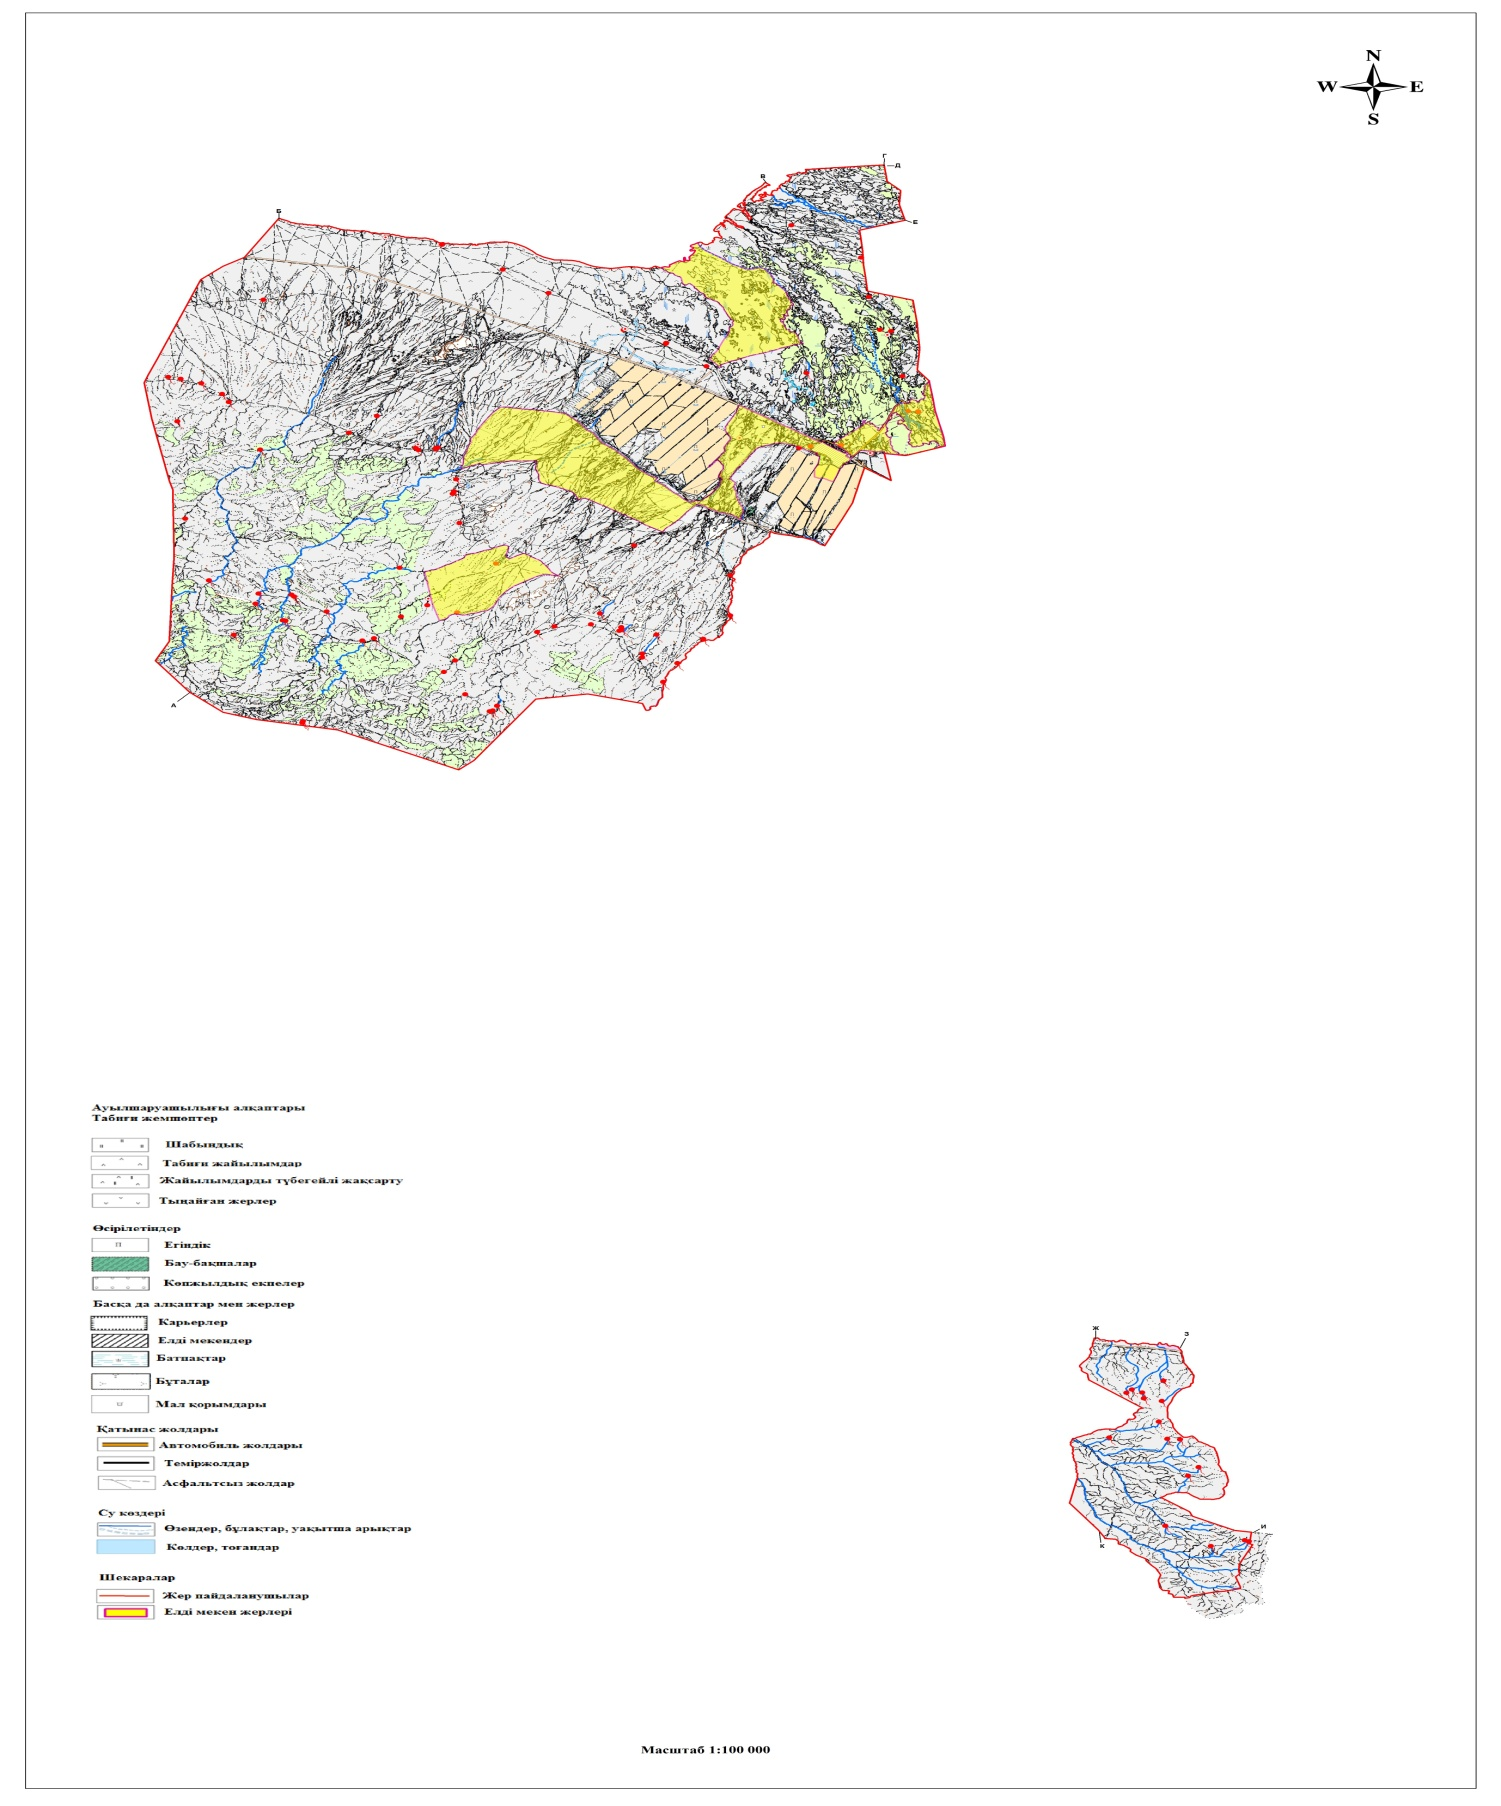 N
W E
S
Г
Д
В
Б
Е
А
Ауылшаруашылығы алқаптары
Табиғи жемшөптер
Шабындық
Табиғи жайылымдар
Жайылымдарды түбегейлі жақсарту
Тыңайған жерлер
Өсірілетіндер
Егіндік
Бау-бақшалар
Көпжылдық екпелер
Басқа да алқаптар мен жерлер
Карьерлер
Елді мекендер
Батпақтар
Бұталар
Мал қорымдары
Қатынас жолдары
Автомобиль жолдары
Теміржолдар
Асфальтсыз жолдар
Су көздері
Өзендер, бұлақтар, уақытша арықтар
Көлдер, тоғандар
Шекаралар
Жер пайдаланушылар
Елді мекен жерлері
Ж
З
И
К
Масштаб 1:100 000